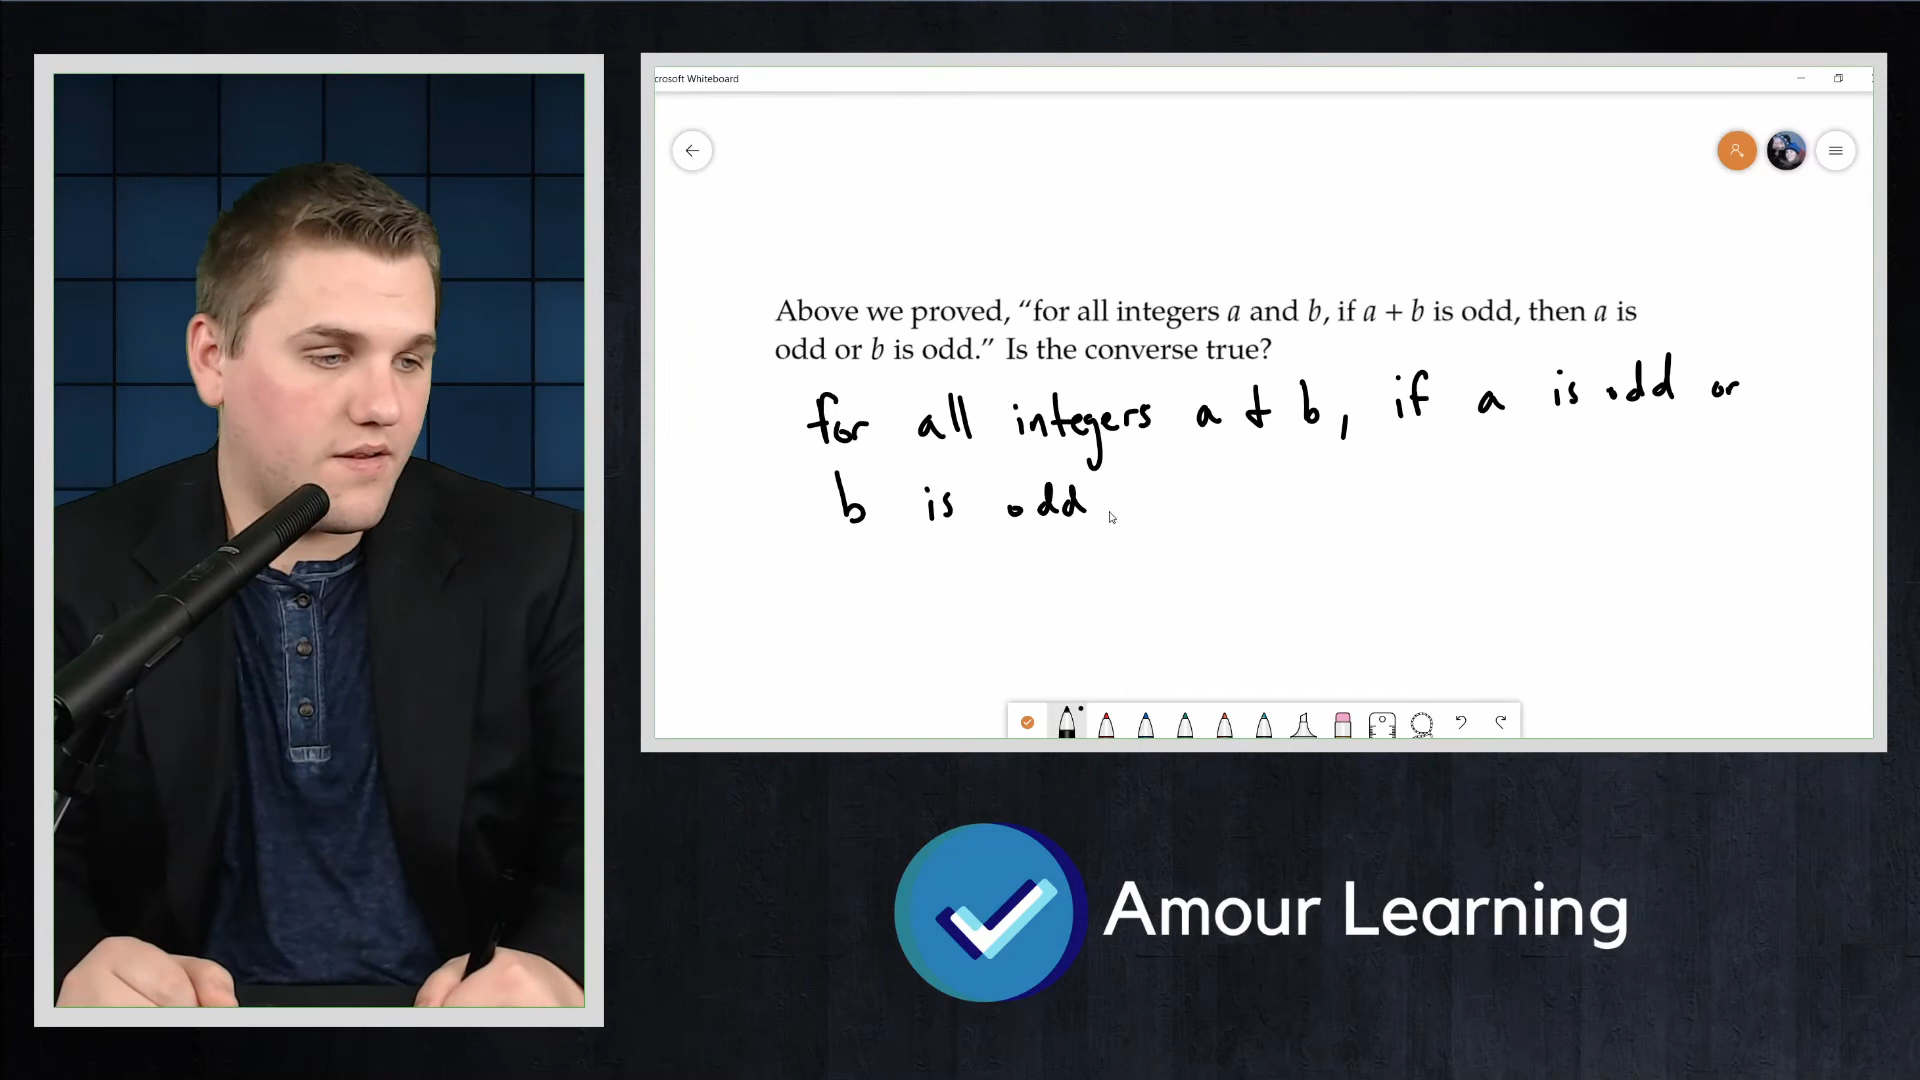 crosoft Whiteboard
Above we proved, “for all integers a and b, if a + b is odd, then a is
odd or b is odd.” Is the converse true?
for all integers a + b, if a is odd or
b is odd
Amour Learning